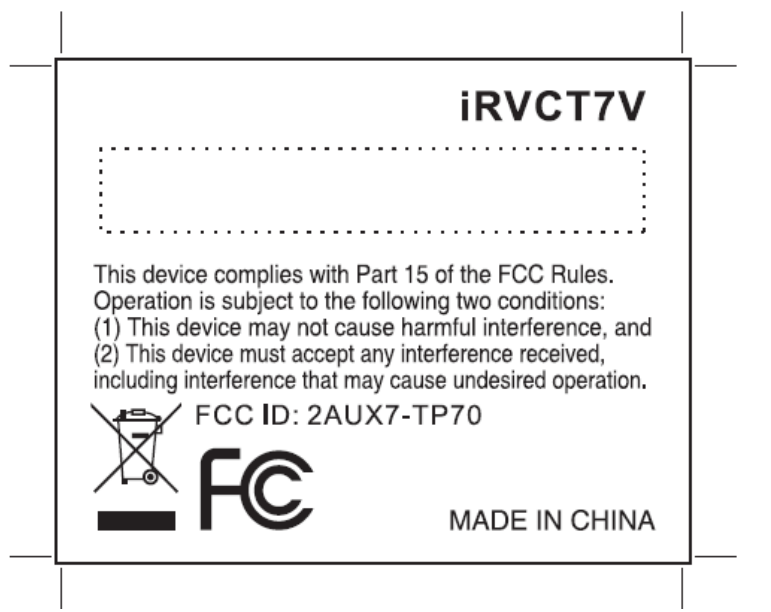 iRVCT7V
This device complies with Part 15 of the FCC Rules.
Operation is subject to the following two conditions:
(1) This device may not cause harmful interference, and
(2) This device must accept any interference received,
including interference that may cause undesired operation.
FCC ID: 2AUX7-TP70
FC
MADE IN CHINA